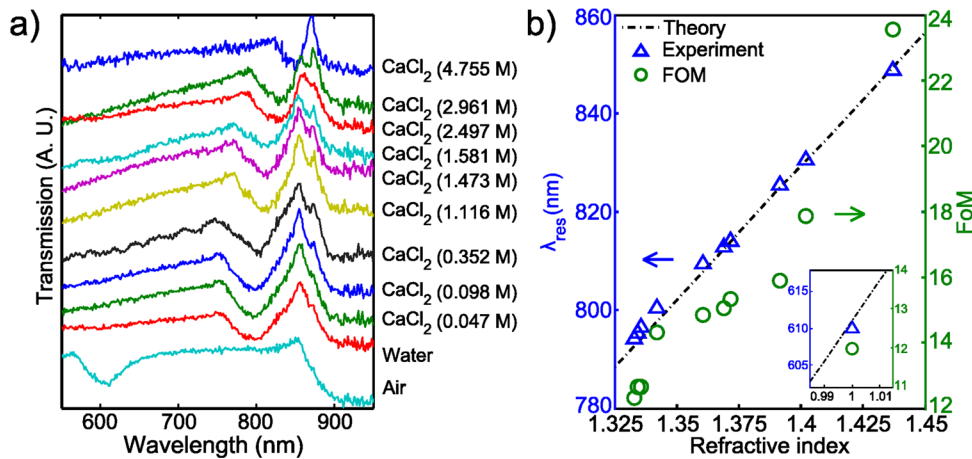 a)
Transmission (A. U.)
CaCl2 (4.755 M)
CaCl2 (2.961 M)
CaCl2 (2.497 M)
CaCl2 (1.581 M)
CaCl2 (1.473 M)
CaCl2 (1.116 M)
CaCl2 (0.352 M)
CaCl2 (0.098 M)
CaCl2 (0.047 M)
Water
Air
600 700 800 900
Wavelength (nm)
b)
860
840
820
800
780
λres (nm)
Theory
Experiment
FOM
24
22
20
18
16
14
12
FoM
615
610
605
14
13
12
11
0.99 1 1.01
1.325 1.35 1.375 1.4 1.425 1.45
Refractive index